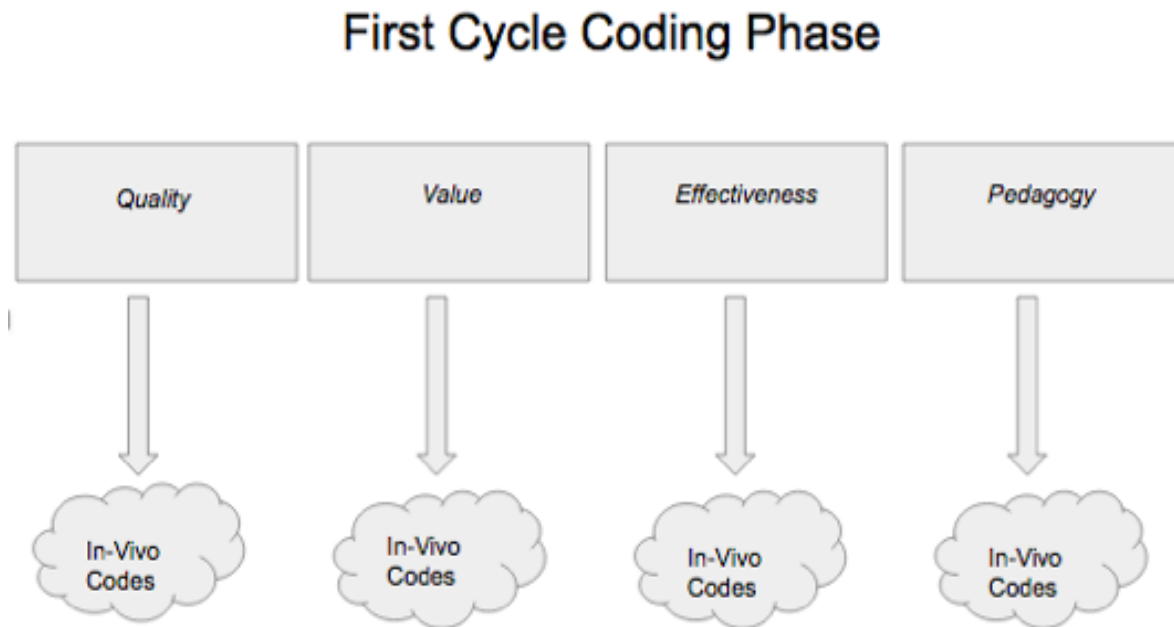 First Cycle Coding Phase
Quality
Value
Effectiveness
Pedagogy
In-Vivo
Codes
In-Vivo
Codes
In-Vivo
Codes
In-Vivo
Codes